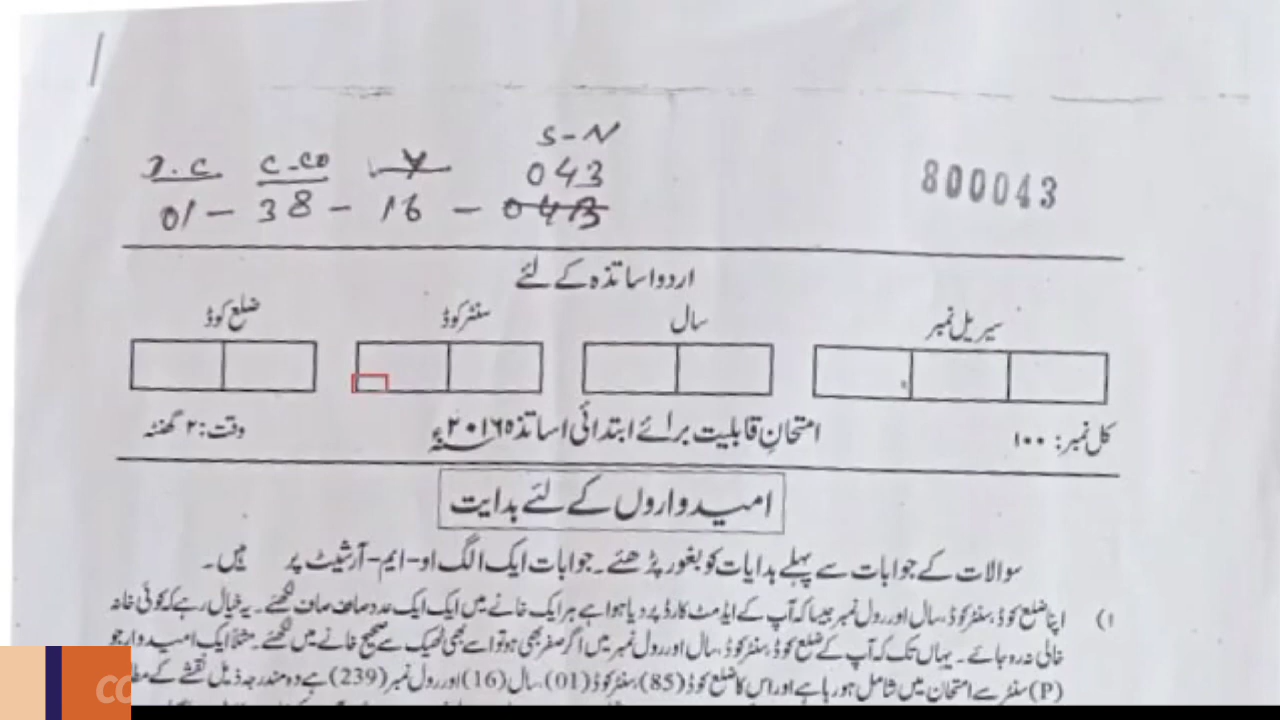 S-N
D.C C-CO Y 043
01 - 38 - 16 - 043
800043
اردو اساتذہ کے لئے
سیریل نمبر سال سنٹر کوڈ ضلع کوڈ
کل نمبر: ۱۰۰ امتحانِ قابلیت برائے ابتدائی اساتذہ ۲۰۱۶ء وقت: ۲ گھنٹہ
امیدواروں کے لئے ہدایت
سوالات کے جوابات سے پہلے ہدایات کو بغور پڑھئے۔ جوابات ایک الگ او-ایم-آر شیٹ پر ہیں۔
۱) اپنا ضلع کوڈ، سنٹر کوڈ، سال اور رول نمبر جیسا کہ آپ کے ایڈمٹ کارڈ پر دیا ہوا ہے ہر ایک خانے میں ایک ایک عدد صاف صاف لکھئے۔ یہ خیال رہے کہ کوئی خانہ
خالی نہ رہ جائے۔ یہاں تک کہ آپ کے ضلع کوڈ، سنٹر کوڈ، سال اور رول نمبر میں اگر صفر بھی ہو تو اسے بھی ٹھیک سے صحیح خانے میں لکھئے۔ مثلاً ایک امیدوار جو
(P) سنٹر سے امتحان میں شامل ہو رہا ہے اور اس کا ضلع کوڈ (85)، سنٹر کوڈ (01)، سال (16) اور رول نمبر (239) ہے وہ مندرجہ ذیل نقشے کے